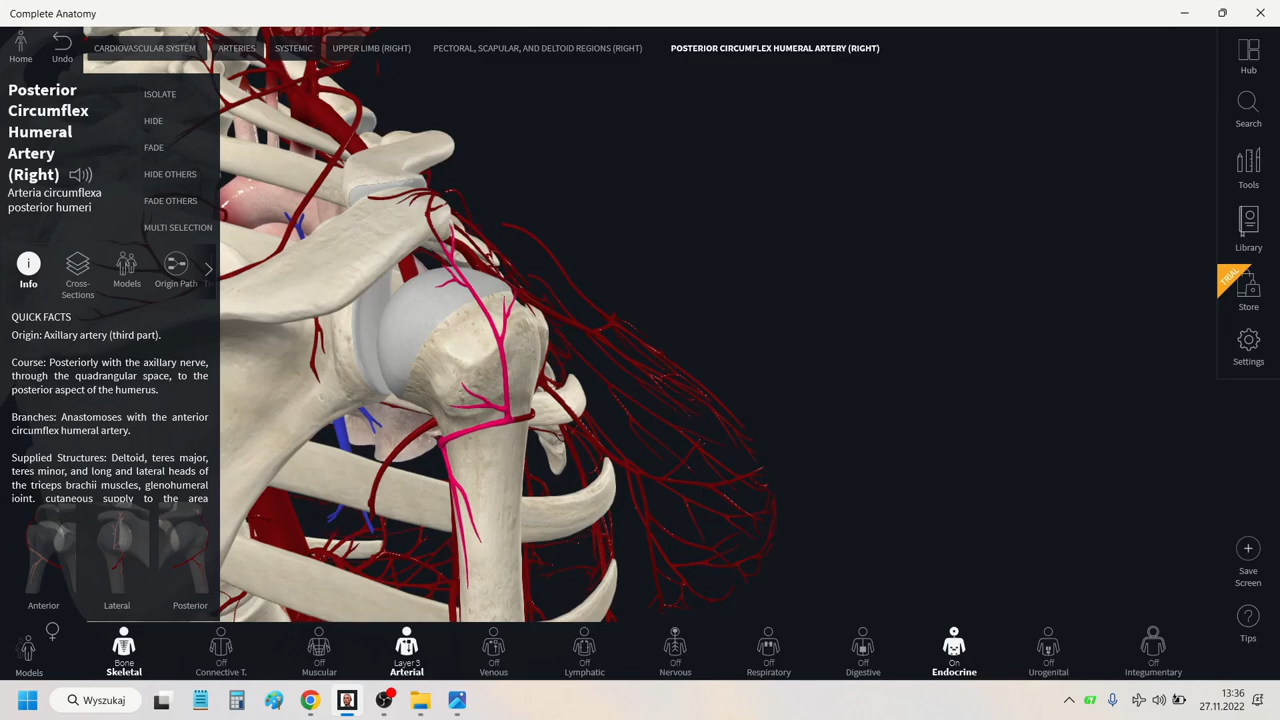 Complete Anatomy
Home
Undo
CARDIOVASCULAR SYSTEM
ARTERIES
SYSTEMIC
UPPER LIMB (RIGHT)
PECTORAL, SCAPULAR, AND DELTOID REGIONS (RIGHT)
POSTERIOR CIRCUMFLEX HUMERAL ARTERY (RIGHT)
Posterior
Circumflex
Humeral
Artery
(Right)
Arteria circumflexa
posterior humeri
ISOLATE
HIDE
FADE
HIDE OTHERS
FADE OTHERS
MULTI SELECTION
Info
Cross-
Sections
Models
Origin Path
QUICK FACTS
Origin: Axillary artery (third part).
Course: Posteriorly with the axillary nerve,
through the quadrangular space, to the
posterior aspect of the humerus.
Branches: Anastomoses with the anterior
circumflex humeral artery.
Supplied Structures: Deltoid, teres major,
teres minor, and long and lateral heads of
the triceps brachii muscles, glenohumeral
joint. cutaneous supply to the area
Anterior
Lateral
Posterior
Hub
Search
Tools
Library
TRIAL
Store
Settings
Save
Screen
Tips
Models
Bone
Skeletal
Off
Connective T.
Off
Muscular
Layer 3
Arterial
Off
Venous
Off
Lymphatic
Off
Nervous
Off
Respiratory
Off
Digestive
On
Endocrine
Off
Urogenital
Off
Integumentary
Wyszukaj
67
13:36
27.11.2022